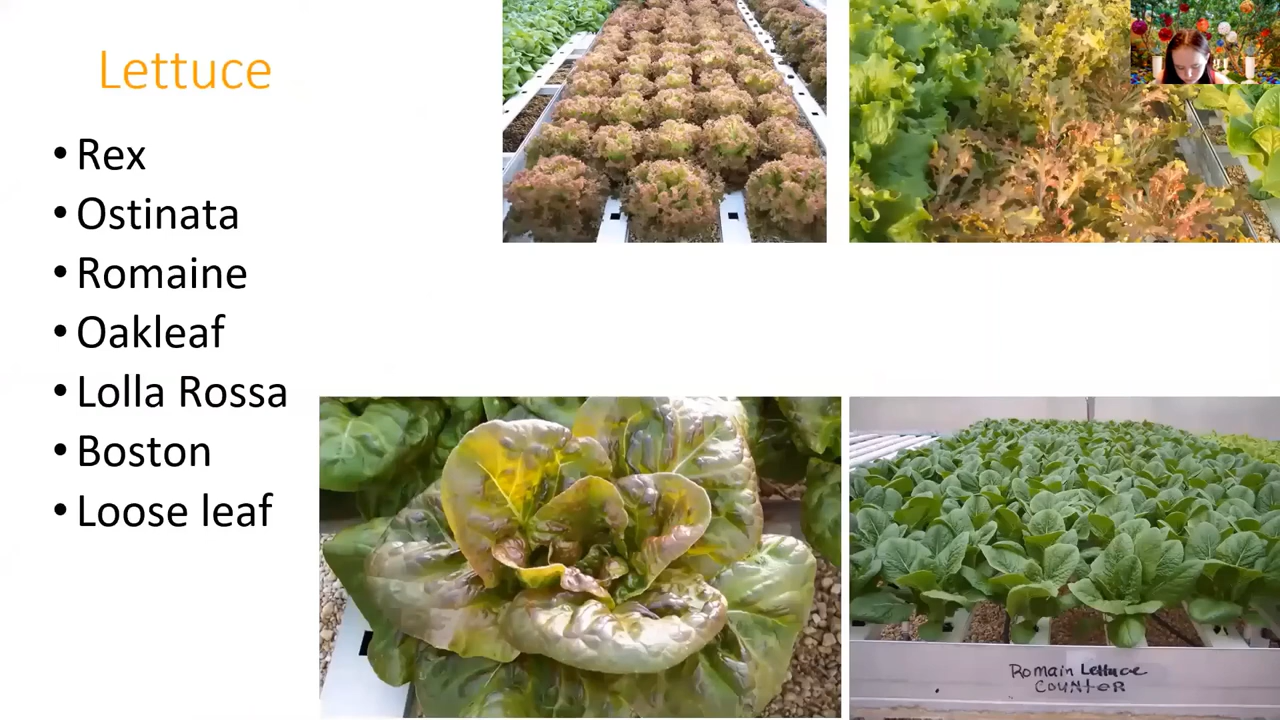 Lettuce
• Rex
• Ostinata
• Romaine
• Oakleaf
• Lolla Rossa
• Boston
• Loose leaf
Romain Lettuce
COUNTER